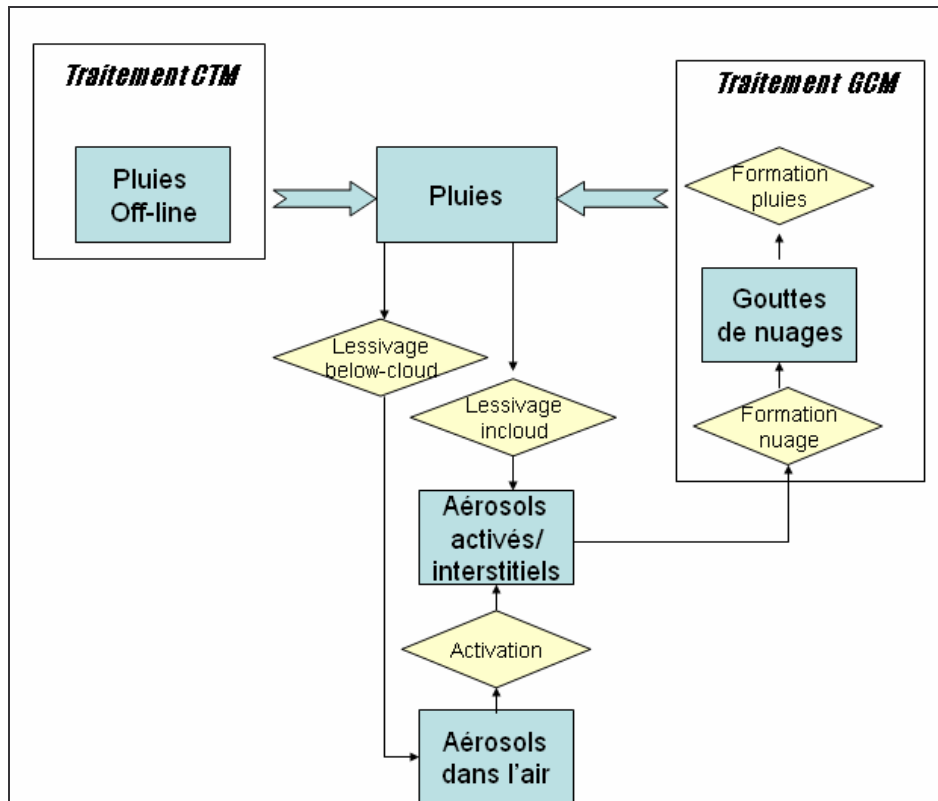 Traitement CTM
Pluies
Off-line
Pluies
Traitement GCM
Formation
pluies
Gouttes
de nuages
Formation
nuage
Lessivage
below-cloud
Lessivage
incloud
Aérosols
activés/
interstitiels
Activation
Aérosols
dans l'air